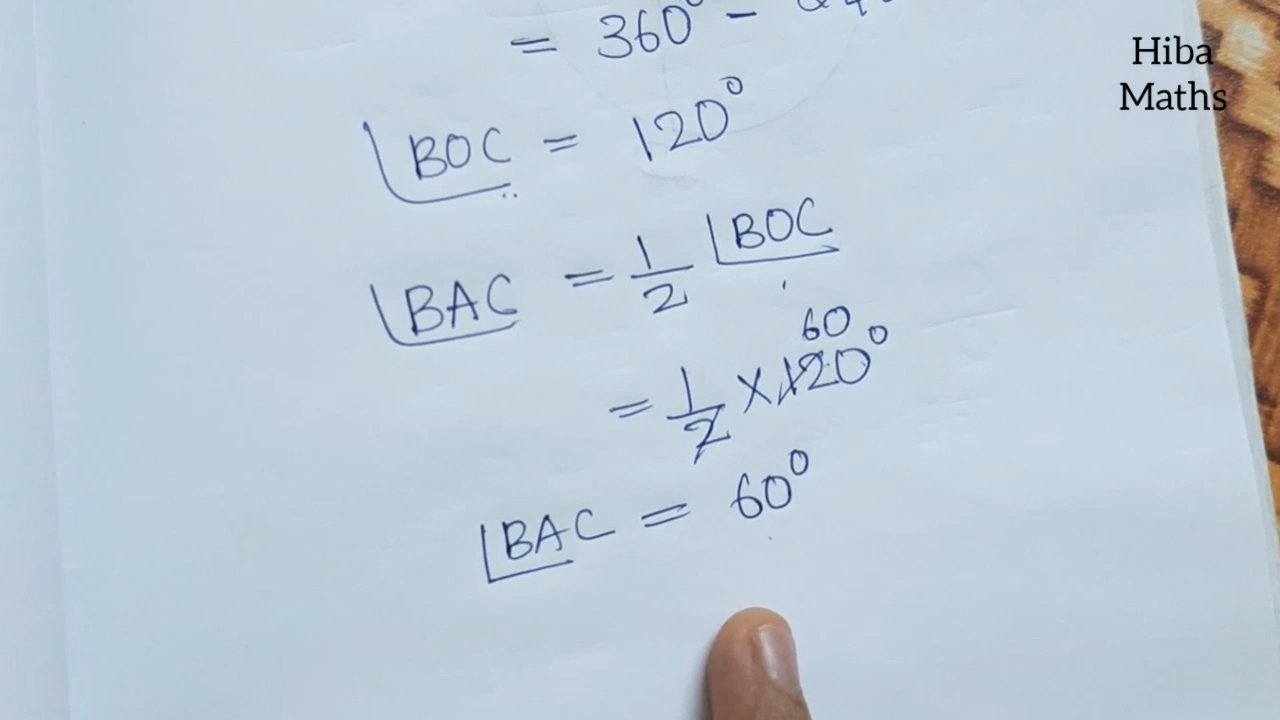 = 360° -
Hiba
Maths
∠BOC = 120°
∠BAC = 1/2 ∠BOC
60
= 1/2 × 120°
∠BAC = 60°